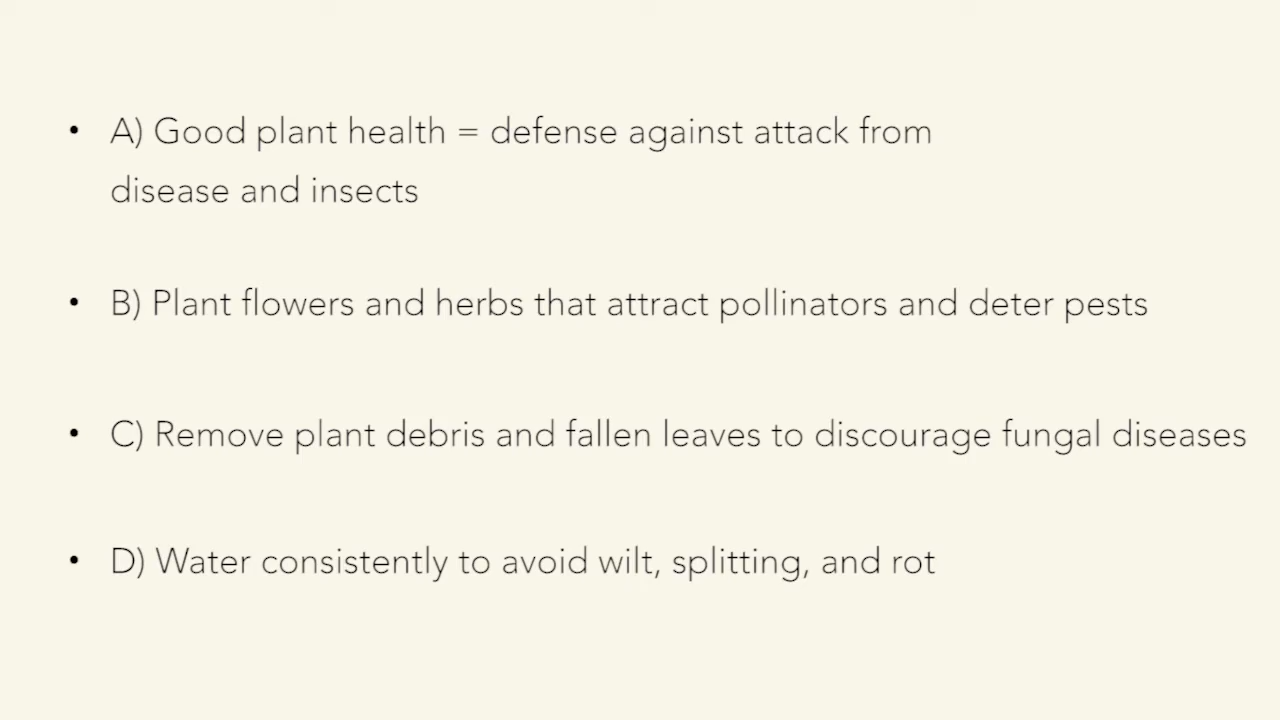 • A) Good plant health = defense against attack from
disease and insects
• B) Plant flowers and herbs that attract pollinators and deter pests
• C) Remove plant debris and fallen leaves to discourage fungal diseases
• D) Water consistently to avoid wilt, splitting, and rot